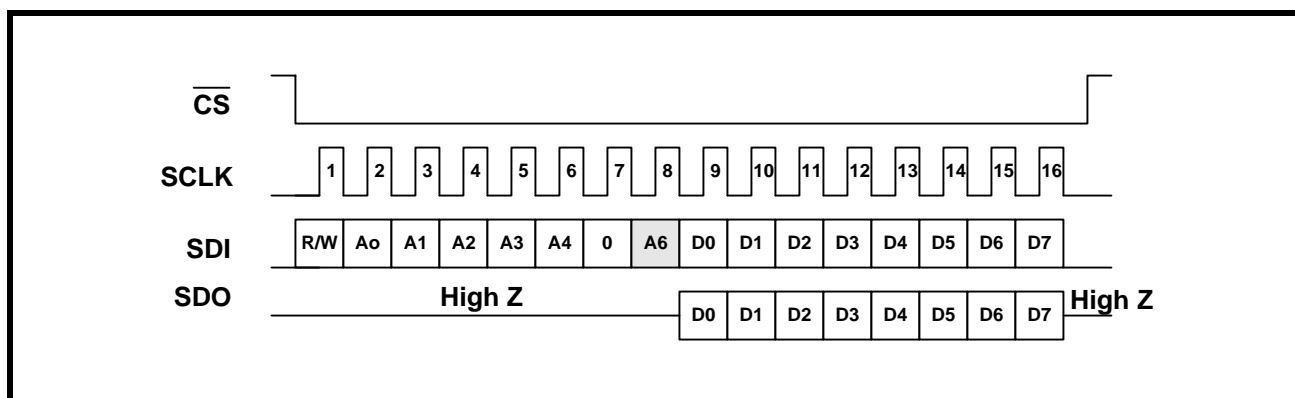 CS
SCLK 1 2 3 4 5 6 7 8 9 10 11 12 13 14 15 16
SDI R/W Ao A1 A2 A3 A4 0 A6 D0 D1 D2 D3 D4 D5 D6 D7
SDO High Z D0 D1 D2 D3 D4 D5 D6 D7 High Z